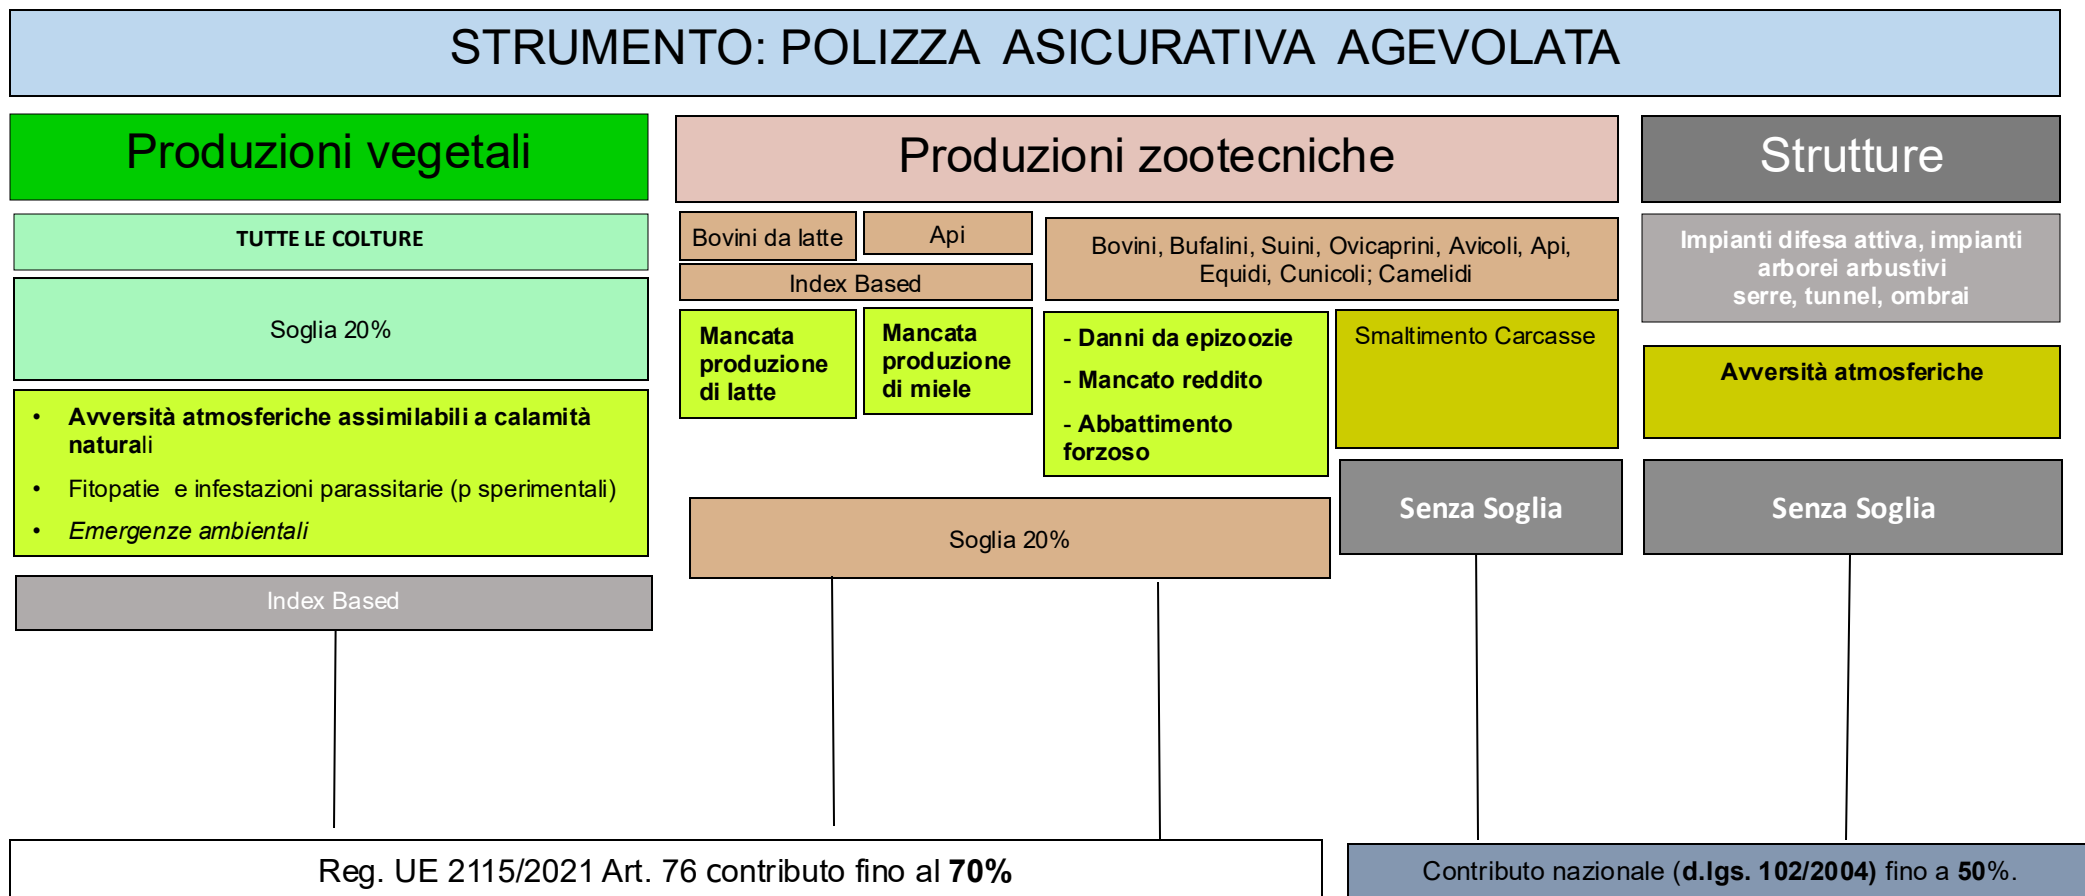 STRUMENTO: POLIZZA ASICURATIVA AGEVOLATA
Produzioni vegetali
TUTTE LE COLTURE
Soglia 20%
• Avversità atmosferiche assimilabili a calamità
naturali
• Fitopatie e infestazioni parassitarie (p sperimentali)
• Emergenze ambientali
Index Based
Produzioni zootecniche
Bovini da latte
Api
Index Based
Bovini, Bufalini, Suini, Ovicaprini, Avicoli, Api,
Equidi, Cunicoli; Camelidi
Mancata
produzione
di latte
Mancata
produzione
di miele
- Danni da epizoozie
- Mancato reddito
- Abbattimento
forzoso
Smaltimento Carcasse
Soglia 20%
Senza Soglia
Strutture
Impianti difesa attiva, impianti
arborei arbustivi
serre, tunnel, ombrai
Avversità atmosferiche
Senza Soglia
Reg. UE 2115/2021 Art. 76 contributo fino al 70%
Contributo nazionale (d.lgs. 102/2004) fino a 50%.